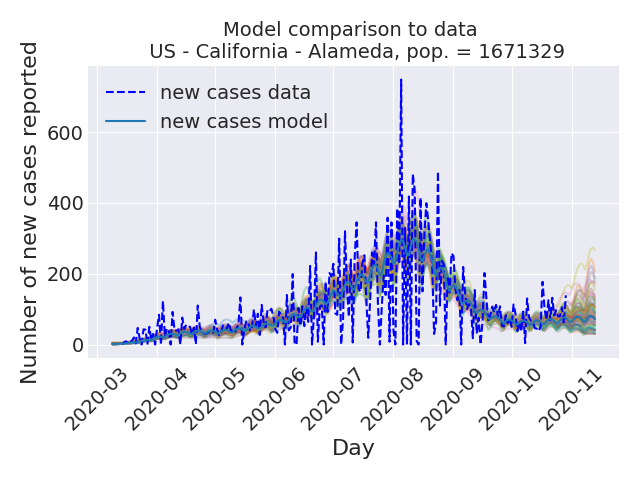 Model comparison to data
US - California - Alameda, pop. = 1671329
Number of new cases reported
new cases data
new cases model
600
400
200
0
2020-03
2020-04
2020-05
2020-06
2020-07
2020-08
2020-09
2020-10
2020-11
Day